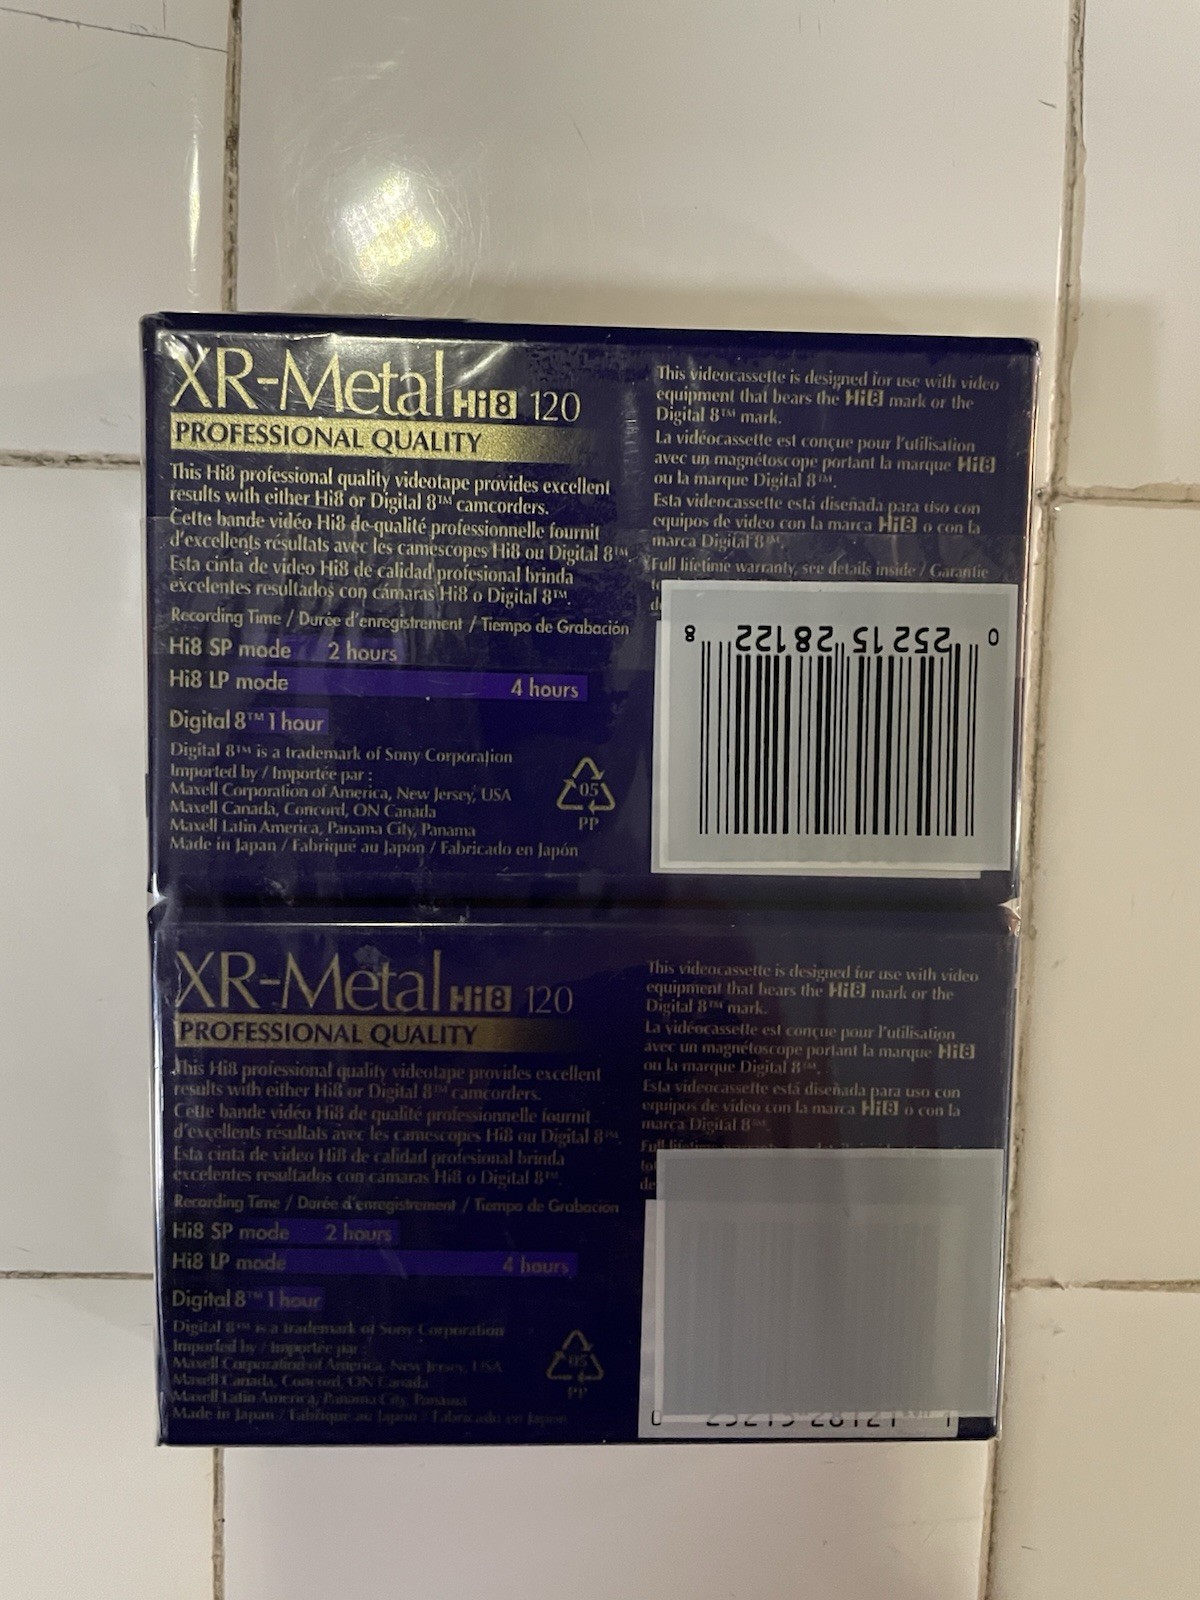 XR-Metal Hi8 120
PROFESSIONAL QUALITY
This Hi8 professional quality videotape provides excellent
results with either Hi8 or Digital 8™ camcorders.
Cette bande vidéo Hi8 de qualité professionnelle fournit
d'excellents résultats avec les camescopes Hi8 ou Digital 8™
Esta cinta de video Hi8 de calidad profesional brinda
excelentes resultados con cámaras Hi8 o Digital 8™.
Recording Time / Durée d'enregistrement / Tiempo de Grabación
Hi8 SP mode 2 hours
Hi8 LP mode 4 hours
Digital 8™ 1 hour
Digital 8™ is a trademark of Sony Corporation
Imported by / Importée par :
Maxell Corporation of America, New Jersey, USA
Maxell Canada, Concord, ON Canada
Maxell Latin America, Panama City, Panama
Made in Japan / Fabriqué au Japon / Fabricado en Japón
05
PP
This videocassette is designed for use with video
equipment that bears the Hi8 mark or the
Digital 8™ mark.
La vidéocassette est conçue pour l'utilisation
avec un magnétoscope portant la marque Hi8
ou la marque Digital 8™.
Esta videocassette está diseñada para uso con
equipos de video con la marca Hi8 o con la
marca Digital 8™.
Full lifetime warranty, see details inside / Garantie
0 25215 28122 8
XR-Metal Hi8 120
PROFESSIONAL QUALITY
This Hi8 professional quality videotape provides excellent
results with either Hi8 or Digital 8™ camcorders.
Cette bande vidéo Hi8 de qualité professionnelle fournit
d'excellents résultats avec les camescopes Hi8 ou Digital 8™
Esta cinta de video Hi8 de calidad profesional brinda
excelentes resultados con cámaras Hi8 o Digital 8™
Recording Time / Durée d'enregistrement / Tiempo de Grabación
Hi8 SP mode 2 hours
Hi8 LP mode 4 hours
Digital 8™ 1 hour
Digital 8™ is a trademark of Sony Corporation
Imported by / Importée par :
Maxell Corporation of America, New Jersey, USA
Maxell Canada, Concord, ON Canada
Maxell Latin America, Panama City, Panama
Made in Japan / Fabriqué au Japon / Fabricado en Japón
05
PP
This videocassette is designed for use with video
equipment that bears the Hi8 mark or the
Digital 8™ mark.
La vidéocassette est conçue pour l'utilisation
avec un magnétoscope portant la marque Hi8
ou la marque Digital 8™.
Esta videocassette está diseñada para uso con
equipos de video con la marca Hi8 o con la
marca Digital 8™.
Full lifetime
0 25215 28121 1